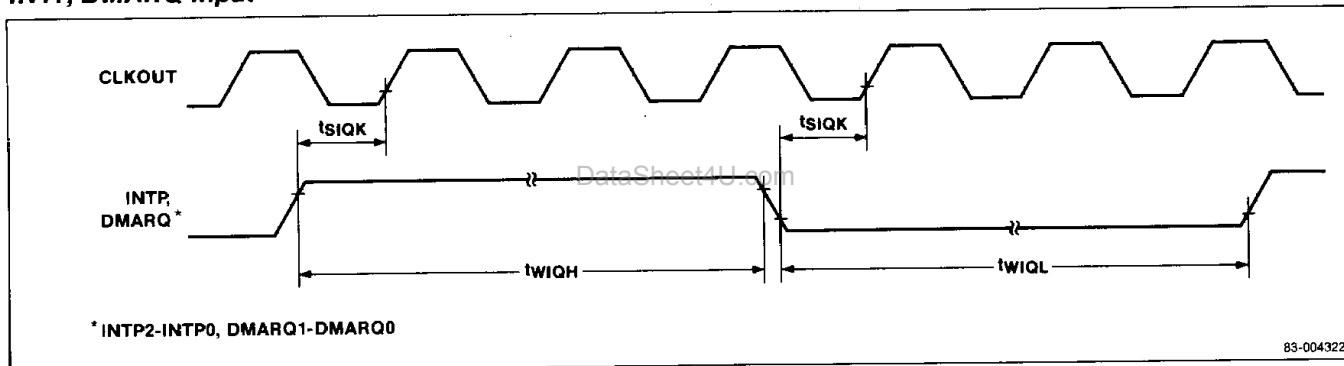 INTP, DMARQ Input
CLKOUT
tSIQK
tSIQK
DataSheet4U.com
INTP,
DMARQ*
tWIQH
tWIQL
*INTP2-INTP0, DMARQ1-DMARQ0
83-004322